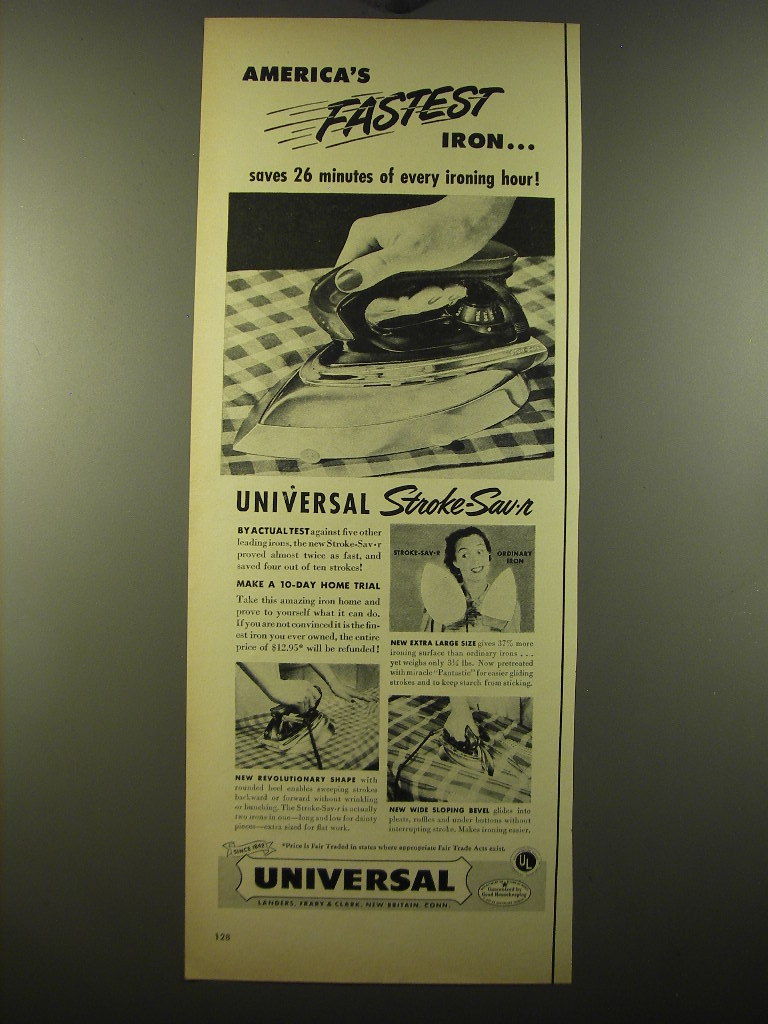 AMERICA'S
FASTEST
IRON...
saves 26 minutes of every ironing hour!
UNIVERSAL Stroke-Sav·r
BY ACTUAL TEST against five other
leading irons, the new Stroke-Sav•r
proved almost twice as fast, and
saved four out of ten strokes!
MAKE A 10-DAY HOME TRIAL
Take this amazing iron home and
prove to yourself what it can do.
If you are not convinced it is the fin-
est iron you ever owned, the entire
price of $12.95* will be refunded!
STROKE-SAV·R
ORDINARY
IRON
NEW EXTRA LARGE SIZE gives 37% more
ironing surface than ordinary irons . . .
yet weighs only 3¼ lbs. Now pretreated
with miracle "Pantastic" for easier gliding
strokes and to keep starch from sticking.
NEW REVOLUTIONARY SHAPE with
rounded heel enables sweeping strokes
backward or forward without wrinkling
or bunching. The Stroke-Sav·r is actually
two irons in one—long and low for dainty
pieces—extra sized for flat work.
NEW WIDE SLOPING BEVEL glides into
pleats, ruffles and under buttons without
interrupting stroke. Makes ironing easier.
*Price Is Fair Traded in states where appropriate Fair Trade Acts exist.
SINCE 1842
UNIVERSAL
LANDERS, FRARY & CLARK, NEW BRITAIN, CONN.
UL
Guaranteed by
Good Housekeeping
128